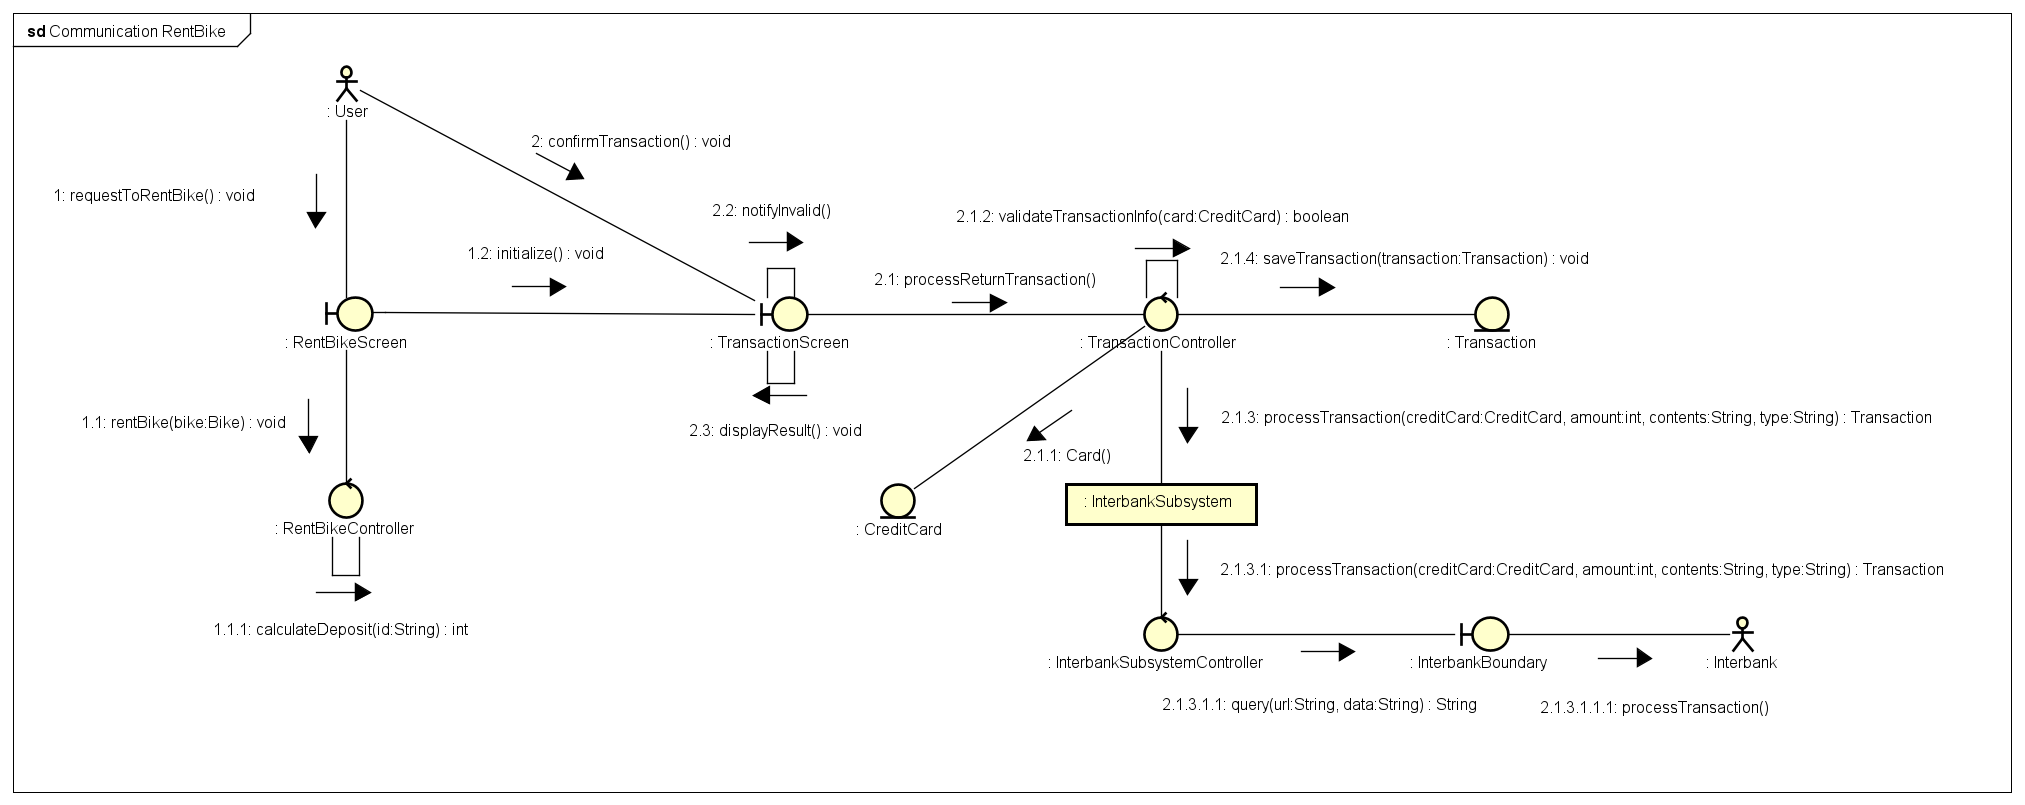 sd Communication RentBike
: User
2: confirmTransaction() : void
1: requestToRentBike() : void
2.2: notifyInvalid()
2.1.2: validateTransactionInfo(card:CreditCard) : boolean
1.2: initialize() : void
2.1: processReturnTransaction()
2.1.4: saveTransaction(transaction:Transaction) : void
: RentBikeScreen
: TransactionScreen
: TransactionController
: Transaction
1.1: rentBike(bike:Bike) : void
2.3: displayResult() : void
2.1.3: processTransaction(creditCard:CreditCard, amount:int, contents:String, type:String) : Transaction
2.1.1: Card()
: InterbankSubsystem
: RentBikeController
: CreditCard
2.1.3.1: processTransaction(creditCard:CreditCard, amount:int, contents:String, type:String) : Transaction
1.1.1: calculateDeposit(id:String) : int
: InterbankSubsystemController
: InterbankBoundary
: Interbank
2.1.3.1.1: query(url:String, data:String) : String
2.1.3.1.1.1: processTransaction()